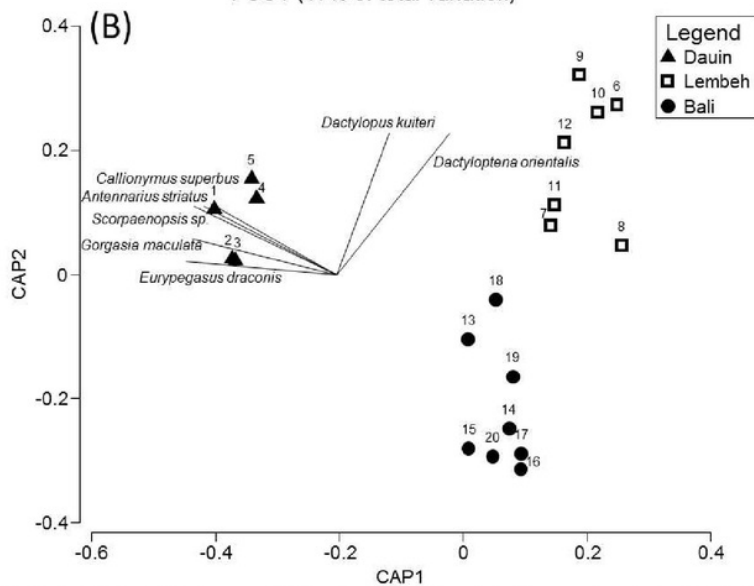 (B)
Legend
Dauin
Lembeh
Bali
0.4
0.2
0
-0.2
-0.4
CAP2
9
6
10
12
11
7
8
Dactylopus kuiteri
Dactyloptena orientalis
5
Callionymus superbus
4
1
Antennarius striatus
Scorpaenopsis sp.
2
3
Gorgasia maculata
Eurypegasus draconis
18
13
19
14
15
20
17
16
-0.6
-0.4
-0.2
0
0.2
0.4
CAP1